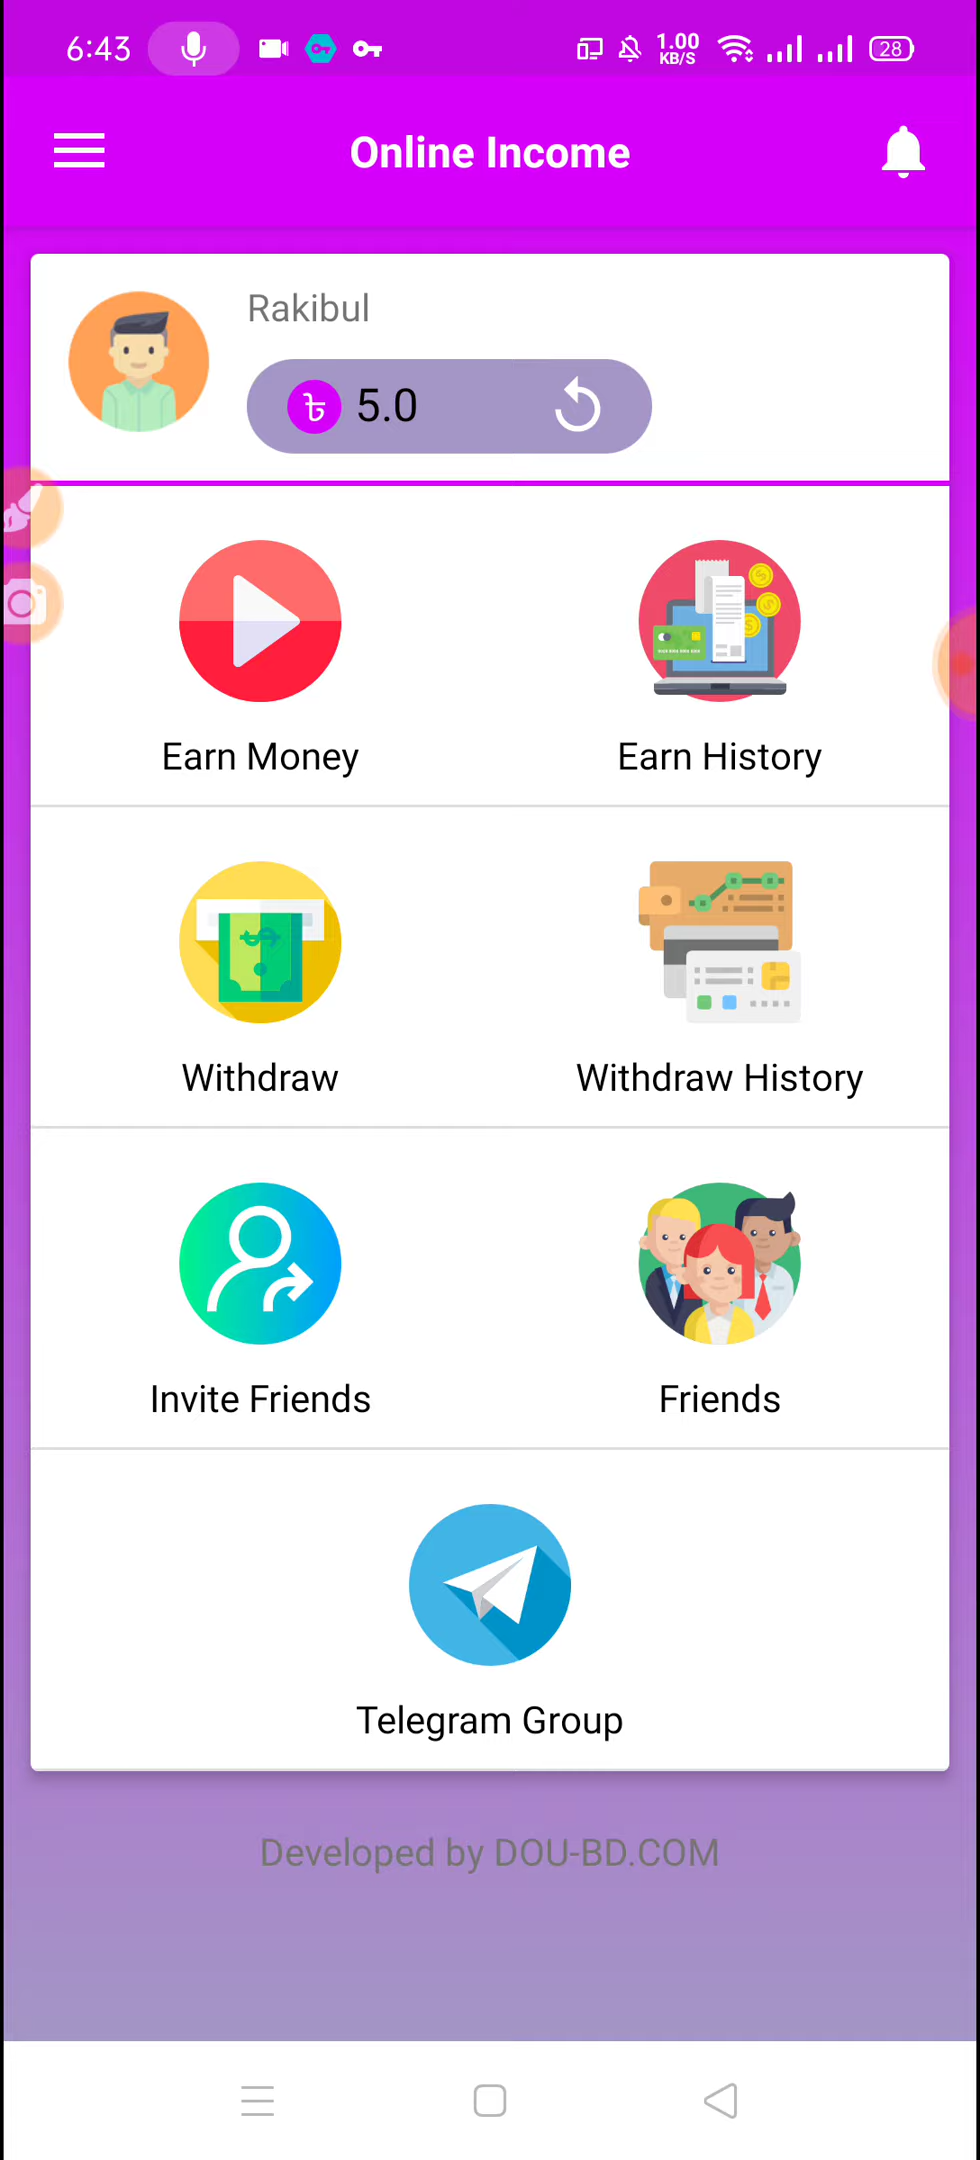 6:43
1.00
KB/S
28
Online Income
Rakibul
৳ 5.0
Earn Money
Earn History
Withdraw
Withdraw History
Invite Friends
Friends
Telegram Group
Developed by DOU-BD.COM